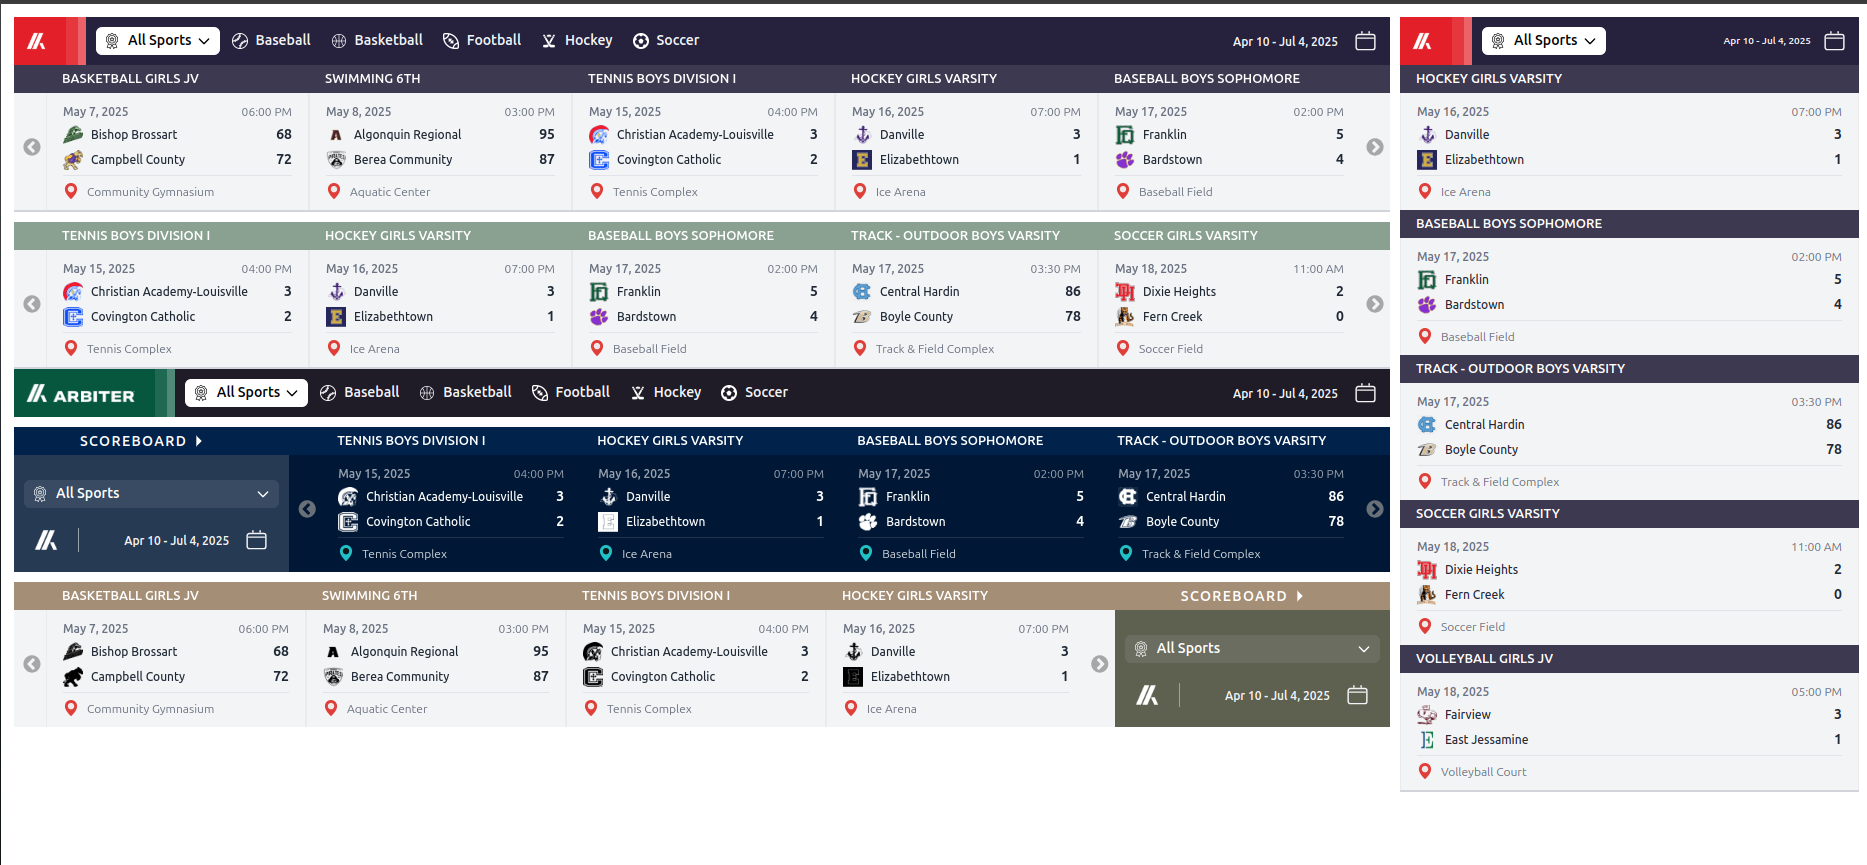 All Sports Baseball Basketball Football Hockey Soccer Apr 10 - Jul 4, 2025
BASKETBALL GIRLS JV SWIMMING 6TH TENNIS BOYS DIVISION I HOCKEY GIRLS VARSITY BASEBALL BOYS SOPHOMORE
May 7, 2025 06:00 PM May 8, 2025 03:00 PM May 15, 2025 04:00 PM May 16, 2025 07:00 PM May 17, 2025 02:00 PM
Bishop Brossart 68 Algonquin Regional 95 Christian Academy-Louisville 3 Danville 3 Franklin 5
Campbell County 72 Berea Community 87 Covington Catholic 2 Elizabethtown 1 Bardstown 4
Community Gymnasium Aquatic Center Tennis Complex Ice Arena Baseball Field
TENNIS BOYS DIVISION I HOCKEY GIRLS VARSITY BASEBALL BOYS SOPHOMORE TRACK - OUTDOOR BOYS VARSITY SOCCER GIRLS VARSITY
May 15, 2025 04:00 PM May 16, 2025 07:00 PM May 17, 2025 02:00 PM May 17, 2025 03:30 PM May 18, 2025 11:00 AM
Christian Academy-Louisville 3 Danville 3 Franklin 5 Central Hardin 86 Dixie Heights 2
Covington Catholic 2 Elizabethtown 1 Bardstown 4 Boyle County 78 Fern Creek 0
Tennis Complex Ice Arena Baseball Field Track & Field Complex Soccer Field
ARBITER All Sports Baseball Basketball Football Hockey Soccer Apr 10 - Jul 4, 2025
SCOREBOARD TENNIS BOYS DIVISION I HOCKEY GIRLS VARSITY BASEBALL BOYS SOPHOMORE TRACK - OUTDOOR BOYS VARSITY
May 15, 2025 04:00 PM May 16, 2025 07:00 PM May 17, 2025 02:00 PM May 17, 2025 03:30 PM
All Sports Christian Academy-Louisville 3 Danville 3 Franklin 5 Central Hardin 86
Covington Catholic 2 Elizabethtown 1 Bardstown 4 Boyle County 78
Apr 10 - Jul 4, 2025 Tennis Complex Ice Arena Baseball Field Track & Field Complex
BASKETBALL GIRLS JV SWIMMING 6TH TENNIS BOYS DIVISION I HOCKEY GIRLS VARSITY SCOREBOARD
May 7, 2025 06:00 PM May 8, 2025 03:00 PM May 15, 2025 04:00 PM May 16, 2025 07:00 PM
Bishop Brossart 68 Algonquin Regional 95 Christian Academy-Louisville 3 Danville 3 All Sports
Campbell County 72 Berea Community 87 Covington Catholic 2 Elizabethtown 1
Community Gymnasium Aquatic Center Tennis Complex Ice Arena Apr 10 - Jul 4, 2025
All Sports Apr 10 - Jul 4, 2025
HOCKEY GIRLS VARSITY
May 16, 2025 07:00 PM
Danville 3
Elizabethtown 1
Ice Arena
BASEBALL BOYS SOPHOMORE
May 17, 2025 02:00 PM
Franklin 5
Bardstown 4
Baseball Field
TRACK - OUTDOOR BOYS VARSITY
May 17, 2025 03:30 PM
Central Hardin 86
Boyle County 78
Track & Field Complex
SOCCER GIRLS VARSITY
May 18, 2025 11:00 AM
Dixie Heights 2
Fern Creek 0
Soccer Field
VOLLEYBALL GIRLS JV
May 18, 2025 05:00 PM
Fairview 3
East Jessamine 1
Volleyball Court